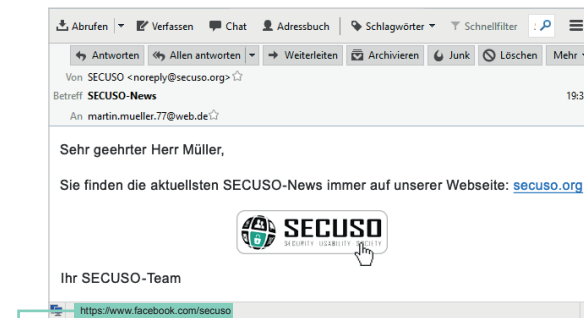 Abrufen Verfassen Chat Adressbuch Schlagwörter Schnellfilter
Antworten Allen antworten Weiterleiten Archivieren Junk Löschen Mehr
Von SECUSO <noreply@secuso.org>
Betreff SECUSO-News 19:3
An martin.mueller.77@web.de
Sehr geehrter Herr Müller,
Sie finden die aktuellsten SECUSO-News immer auf unserer Webseite: secuso.org
SECUSO
SECURITY USABILITY SOCIETY
Ihr SECUSO-Team
https://www.facebook.com/secuso